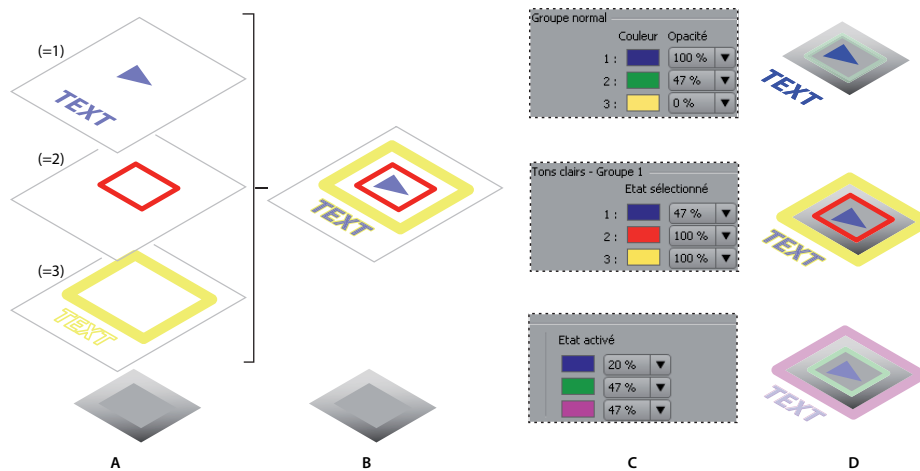 (=1)
TEXT
(=2)
(=3)
TEXT
TEXT
Groupe normal
Couleur Opacité
1 : 100 %
2 : 47 %
3 : 0 %
TEXT
Tons clairs - Groupe 1
Etat sélectionné
1 : 47 %
2 : 100 %
3 : 100 %
TEXT
Etat activé
20 %
47 %
47 %
TEXT
A B C D